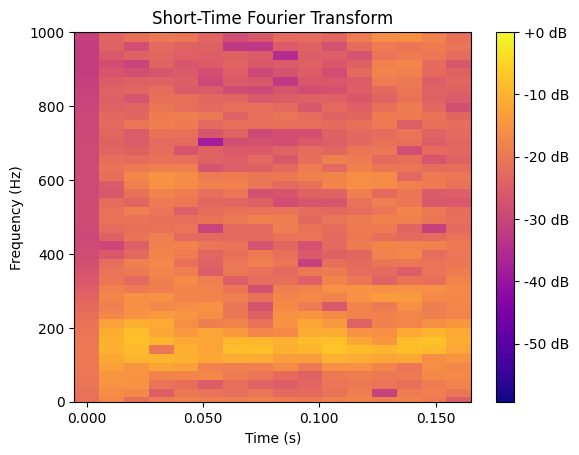 Short-Time Fourier Transform
Frequency (Hz)
1000
800
600
400
200
0
0.000
0.050
0.100
0.150
Time (s)
+0 dB
-10 dB
-20 dB
-30 dB
-40 dB
-50 dB